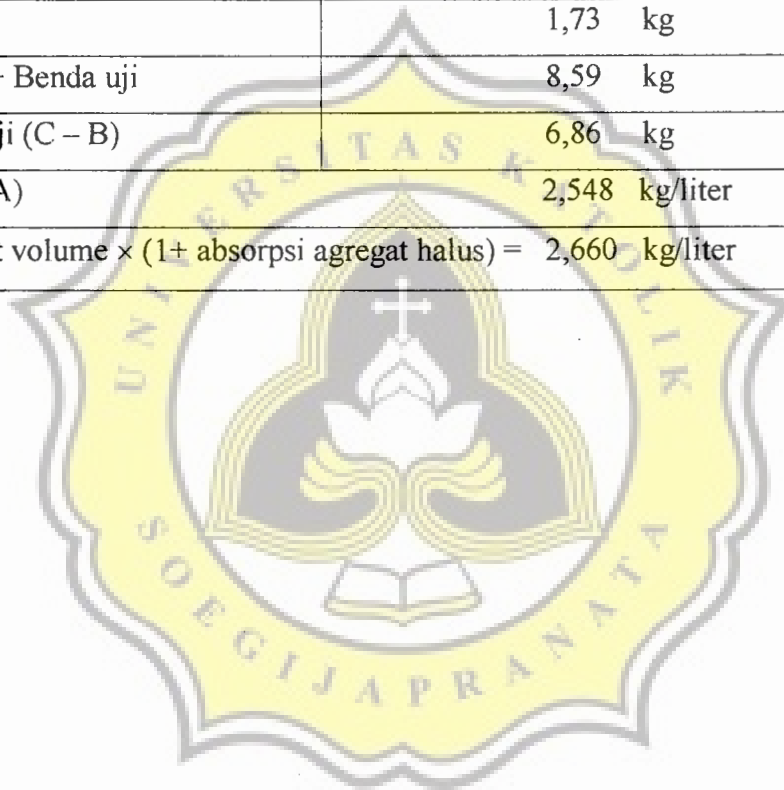 1,73 kg
Benda uji
8,59 kg
ji (C – B)
6,86 kg
A)
2,548 kg/liter
volume × (1+ absorpsi agregat halus) = 2,660 kg/liter
UNIVERSITAS KATOLIK
SOEGIJAPRANATA